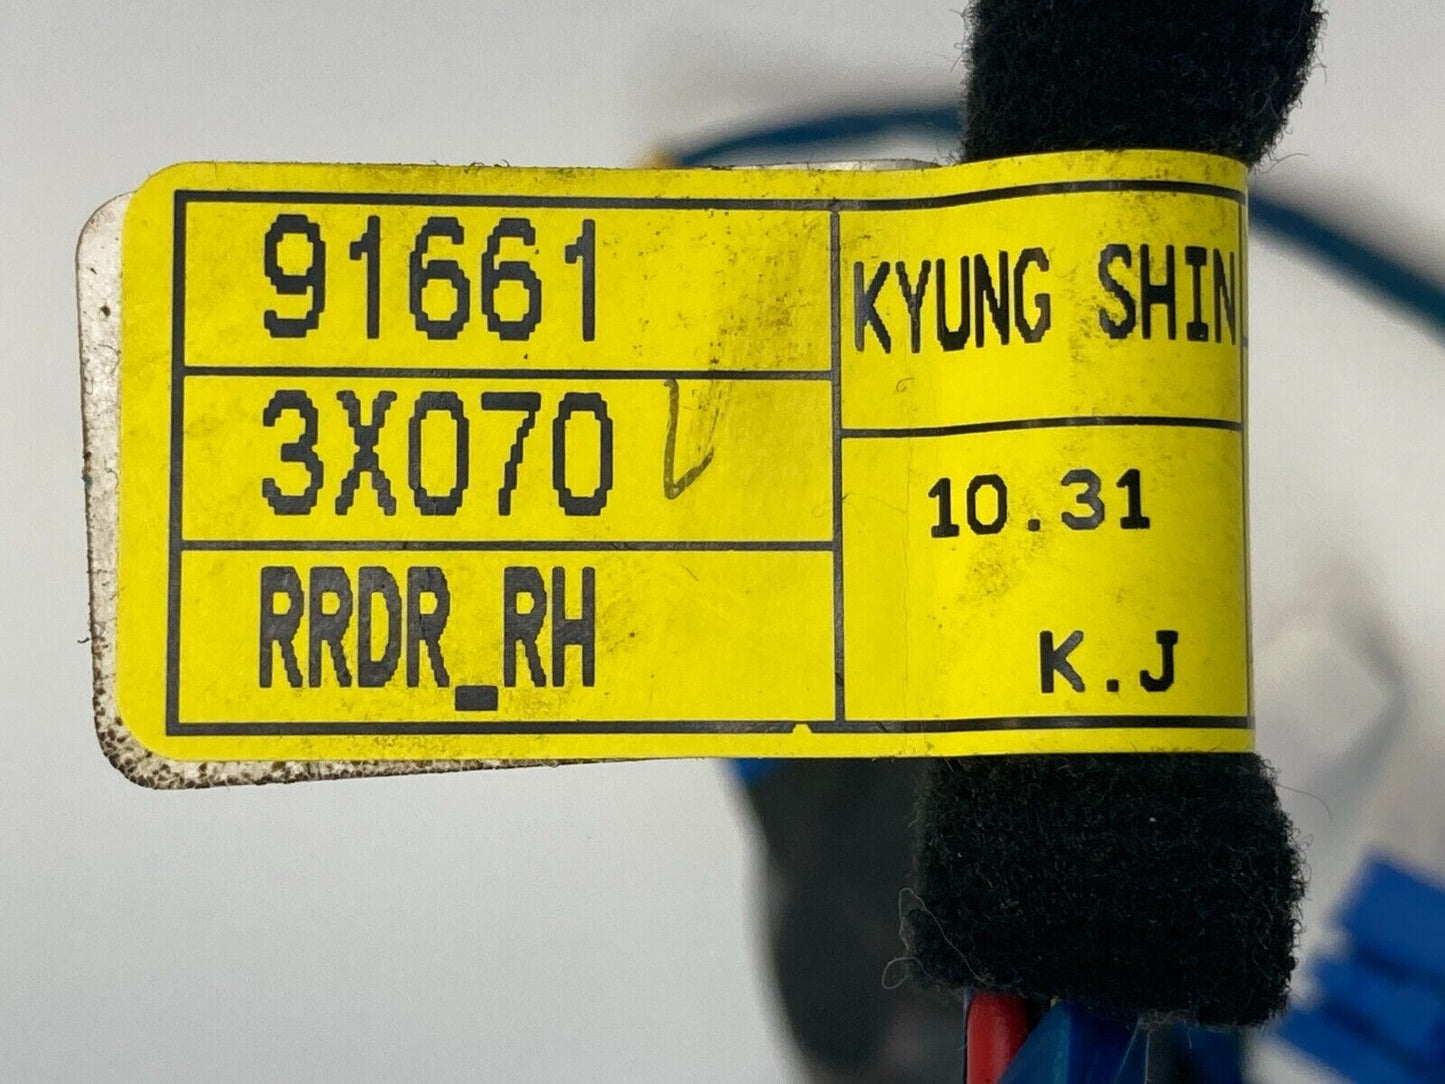 91661
3X070
RRDR_RH
KYUNG SHIN
10.31
K.J